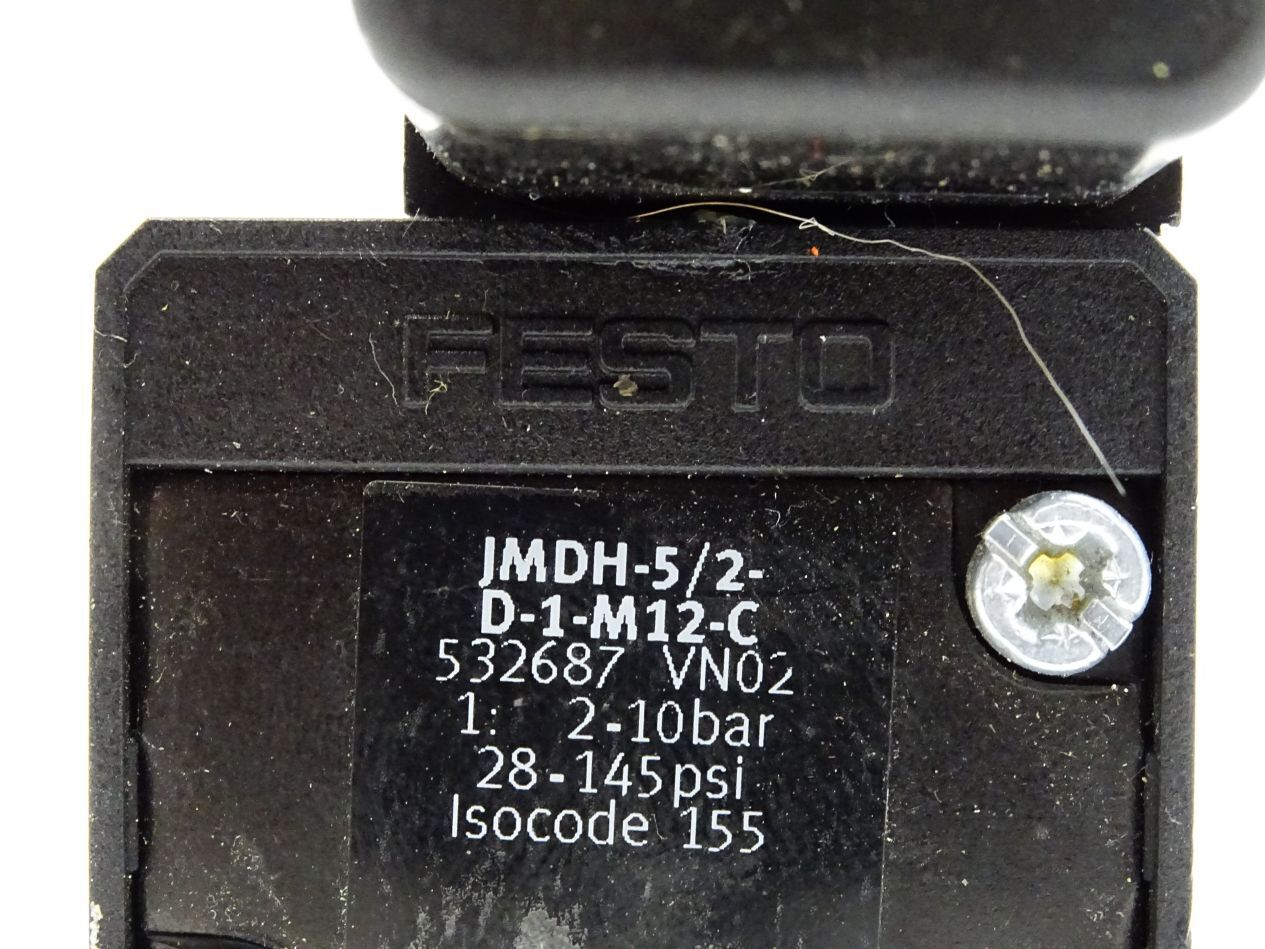 FESTO
JMDH-5/2-
D-1-M12-C
532687 VN02
1: 2-10bar
28-145psi
Isocode 155